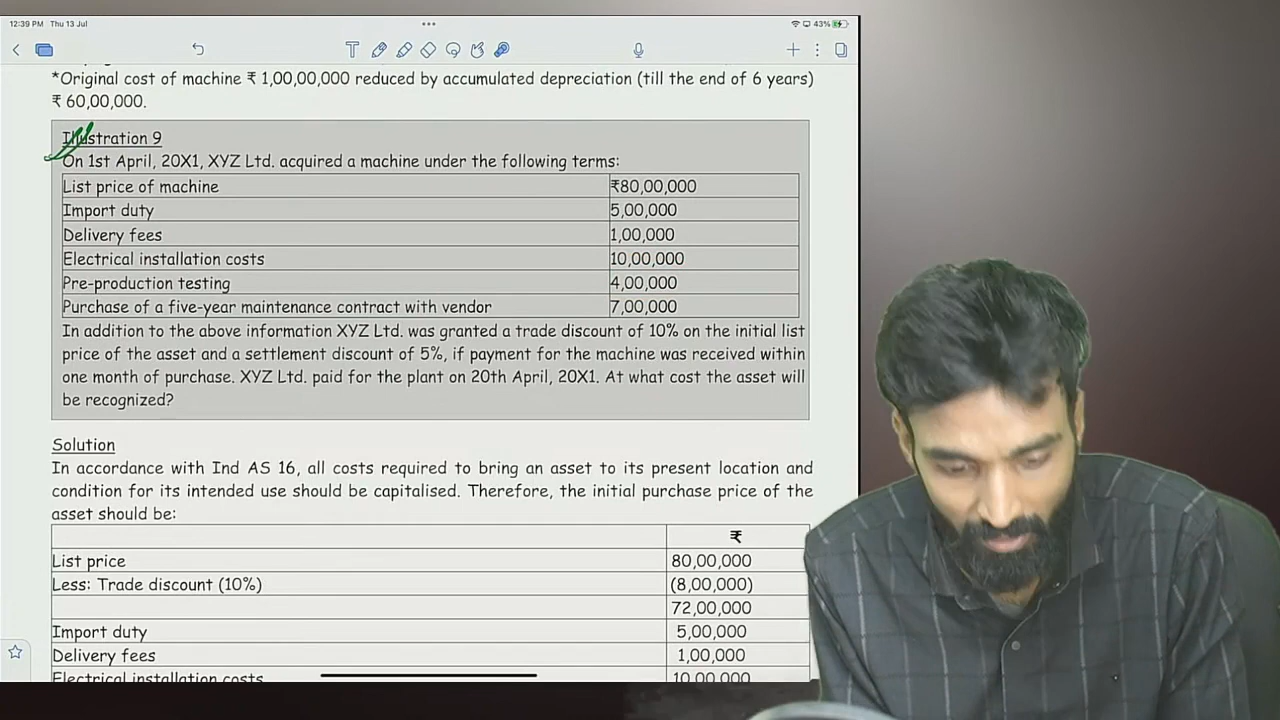 12:39 PM Thu 13 Jul
43%
*Original cost of machine ₹ 1,00,00,000 reduced by accumulated depreciation (till the end of 6 years)
₹ 60,00,000.
Illustration 9
On 1st April, 20X1, XYZ Ltd. acquired a machine under the following terms:
List price of machine ₹80,00,000
Import duty 5,00,000
Delivery fees 1,00,000
Electrical installation costs 10,00,000
Pre-production testing 4,00,000
Purchase of a five-year maintenance contract with vendor 7,00,000
In addition to the above information XYZ Ltd. was granted a trade discount of 10% on the initial list
price of the asset and a settlement discount of 5%, if payment for the machine was received within
one month of purchase. XYZ Ltd. paid for the plant on 20th April, 20X1. At what cost the asset will
be recognized?
Solution
In accordance with Ind AS 16, all costs required to bring an asset to its present location and
condition for its intended use should be capitalised. Therefore, the initial purchase price of the
asset should be:
₹
List price 80,00,000
Less: Trade discount (10%) (8,00,000)
72,00,000
Import duty 5,00,000
Delivery fees 1,00,000
Electrical installation costs 10,00,000